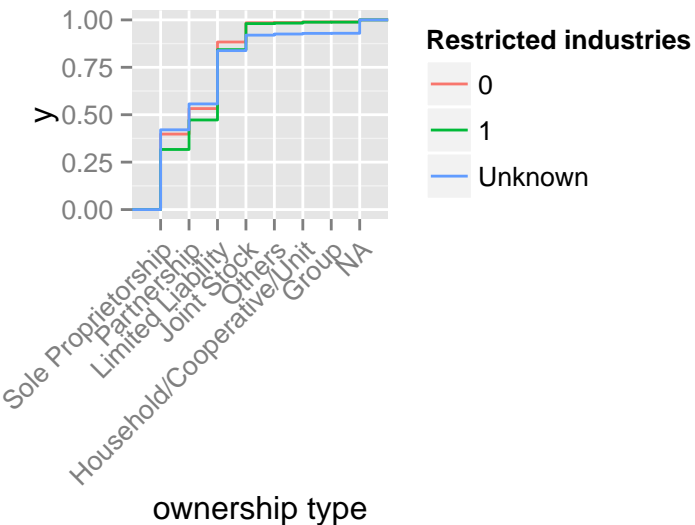 1.00
0.75
0.50
0.25
0.00
y
Sole Proprietorship
Partnership
Limited Liability
Joint Stock
Others
Household/Cooperative/Unit
Group
NA
ownership type
Restricted industries
0
1
Unknown